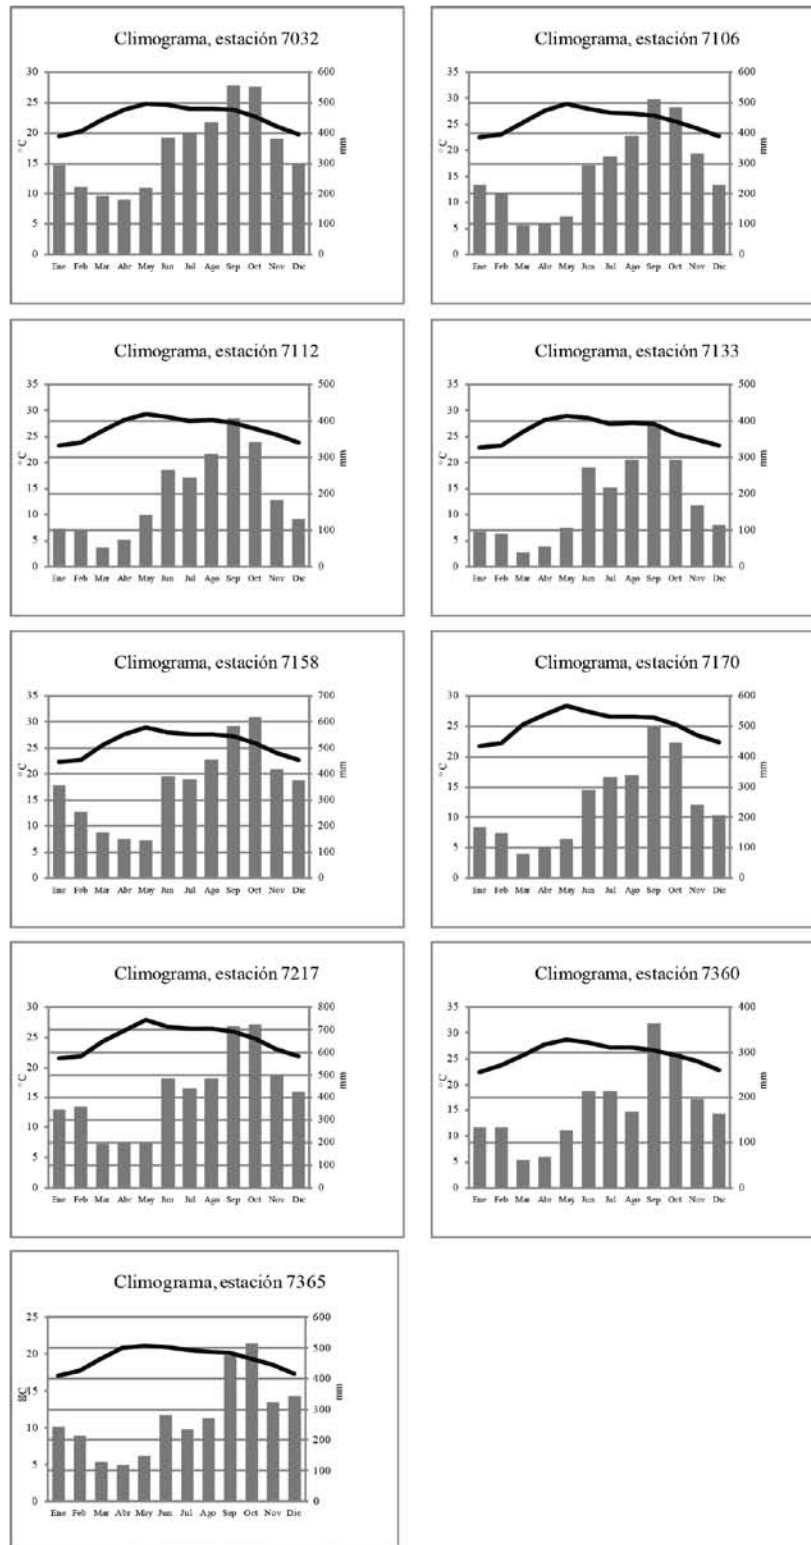 Climograma, estación 7032
30 25 20 15 10 5 0
° C
600 500 400 300 200 100 0
mm
Ene Feb Mar Abr May Jun Jul Ago Sep Oct Nov Dic
Climograma, estación 7106
35 30 25 20 15 10 5 0
° C
600 500 400 300 200 100 0
mm
Ene Feb Mar Abr May Jun Jul Ago Sep Oct Nov Dic
Climograma, estación 7112
35 30 25 20 15 10 5 0
° C
500 400 300 200 100 0
mm
Ene Feb Mar Abr May Jun Jul Ago Sep Oct Nov Dic
Climograma, estación 7133
35 30 25 20 15 10 5 0
° C
500 400 300 200 100 0
mm
Ene Feb Mar Abr May Jun Jul Ago Sep Oct Nov Dic
Climograma, estación 7158
35 30 25 20 15 10 5 0
° C
700 600 500 400 300 200 100 0
mm
Ene Feb Mar Abr May Jun Jul Ago Sep Oct Nov Dic
Climograma, estación 7170
30 25 20 15 10 5 0
° C
600 500 400 300 200 100 0
mm
Ene Feb Mar Abr May Jun Jul Ago Sep Oct Nov Dic
Climograma, estación 7217
30 25 20 15 10 5 0
° C
800 700 600 500 400 300 200 100 0
mm
Ene Feb Mar Abr May Jun Jul Ago Sep Oct Nov Dic
Climograma, estación 7360
35 30 25 20 15 10 5 0
° C
400 300 200 100 0
mm
Ene Feb Mar Abr May Jun Jul Ago Sep Oct Nov Dic
Climograma, estación 7365
25 20 15 10 5 0
ºC
600 500 400 300 200 100 0
mm
Ene Feb Mar Abr May Jun Jul Ago Sep Oct Nov Dic